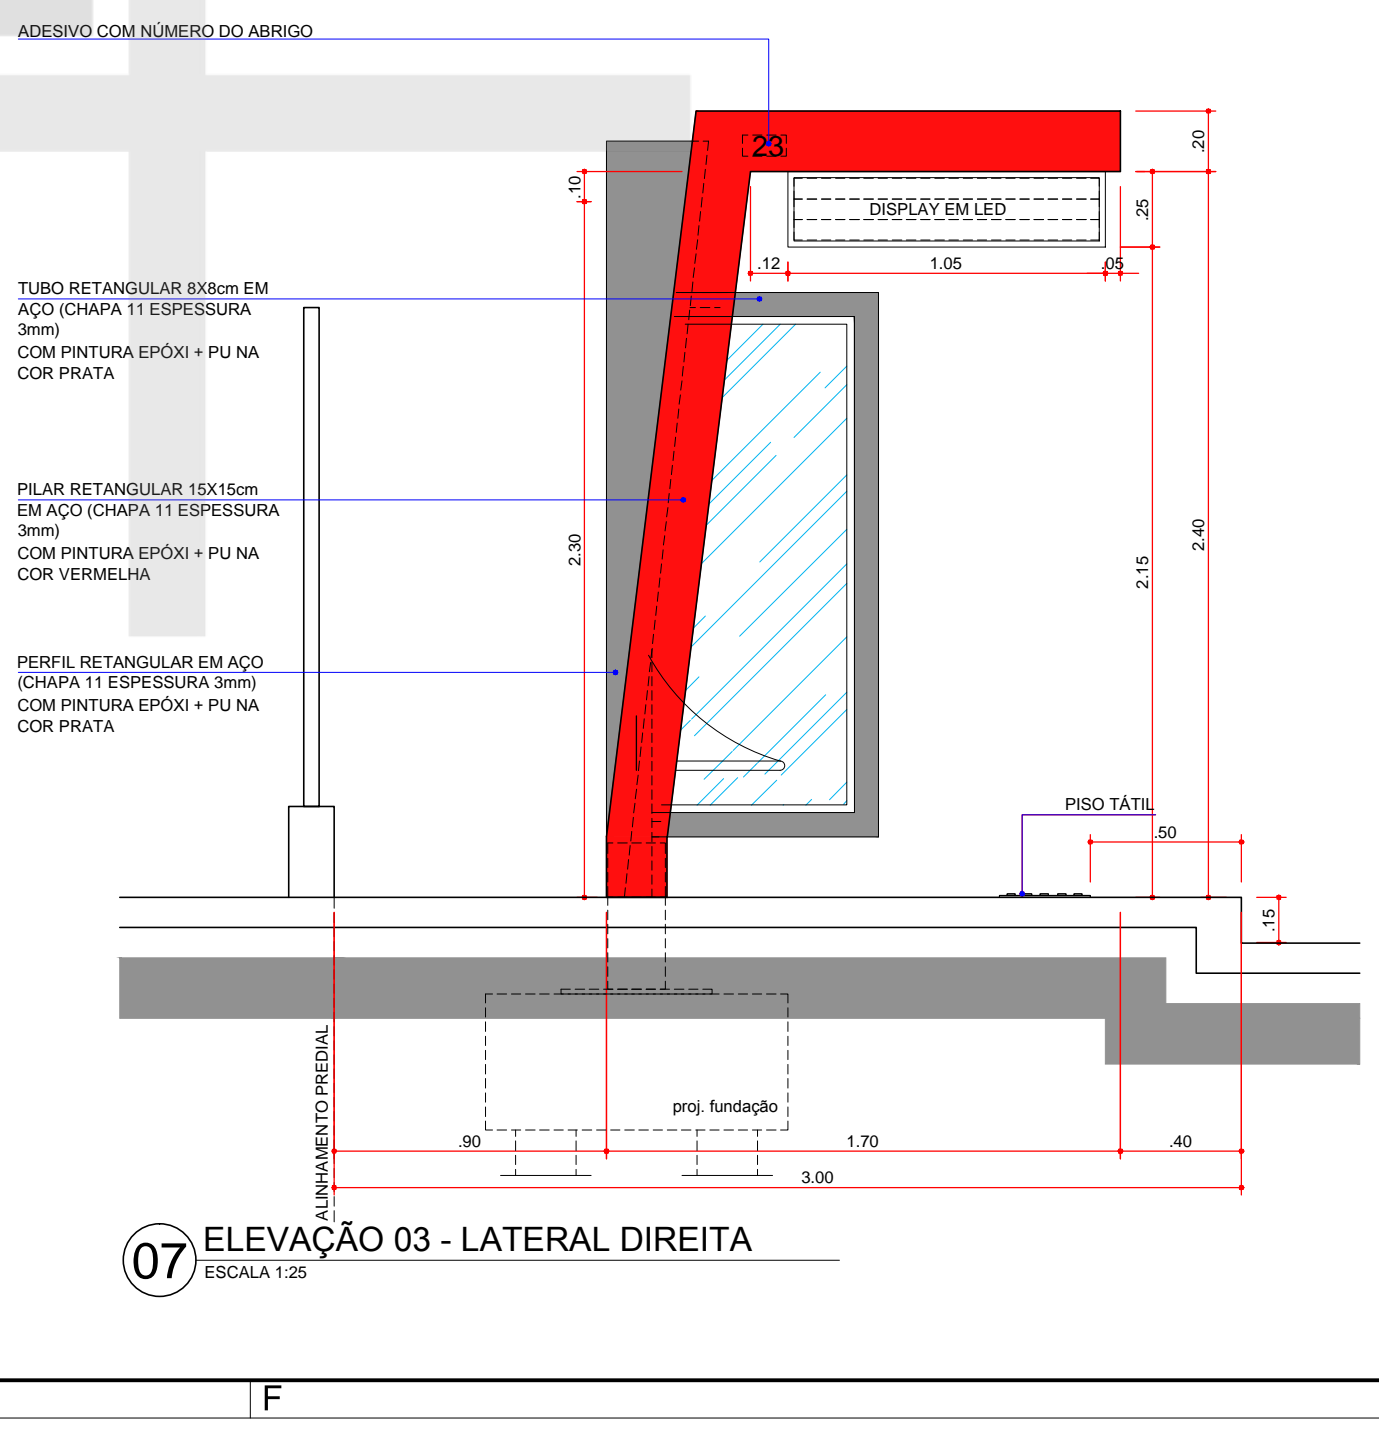 ADESIVO COM NÚMERO DO ABRIGO
23
.20
.10
DISPLAY EM LED
.25
.12
1.05
.05
TUBO RETANGULAR 8X8cm EM
AÇO (CHAPA 11 ESPESSURA
3mm)
COM PINTURA EPÓXI + PU NA
COR PRATA
PILAR RETANGULAR 15X15cm
EM AÇO (CHAPA 11 ESPESSURA
3mm)
COM PINTURA EPÓXI + PU NA
COR VERMELHA
2.30
2.15
2.40
PERFIL RETANGULAR EM AÇO
(CHAPA 11 ESPESSURA 3mm)
COM PINTURA EPÓXI + PU NA
COR PRATA
PISO TÁTIL
.50
.15
ALINHAMENTO PREDIAL
proj. fundação
.90
1.70
.40
3.00
07
ELEVAÇÃO 03 - LATERAL DIREITA
ESCALA 1:25
F